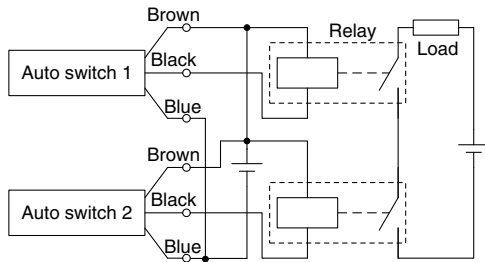 Brown
Auto switch 1
Black
Blue
Relay
Load
Brown
Auto switch 2
Black
Blue